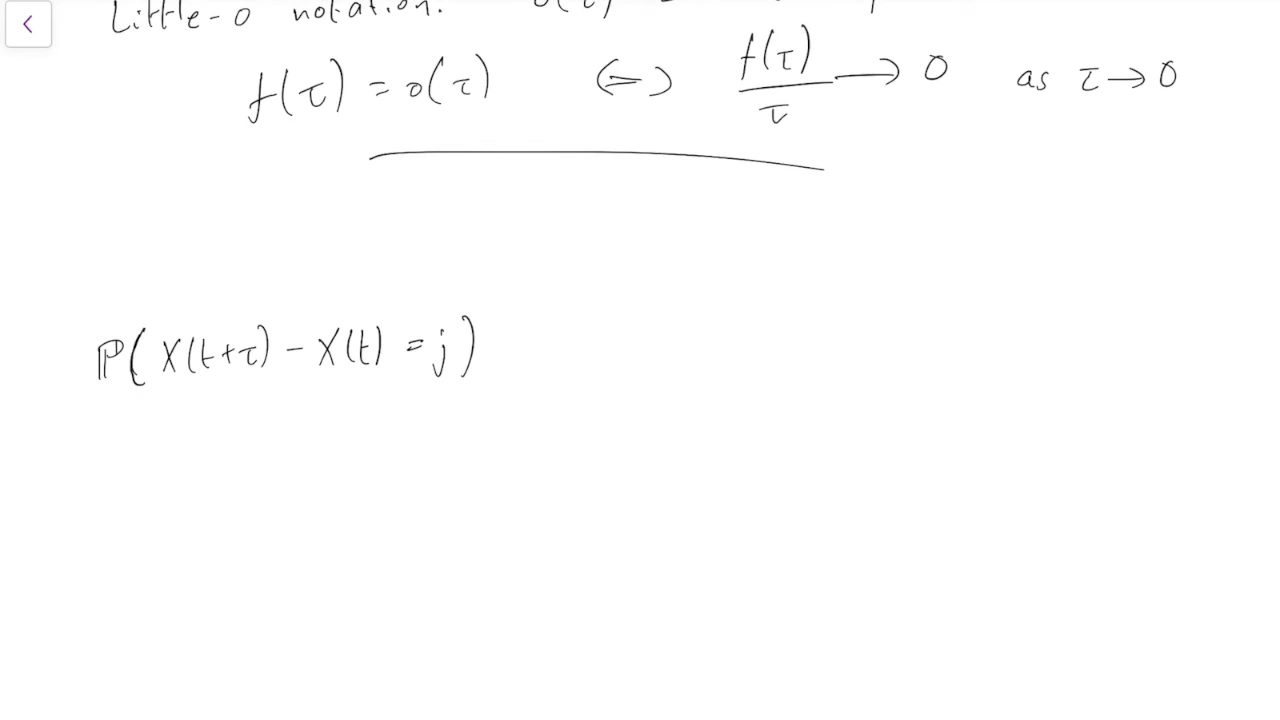 Little-o notation.
f(τ) = o(τ) ⇔ f(τ)/τ → 0 as τ → 0
ℙ( X(t+τ) - X(t) = j )